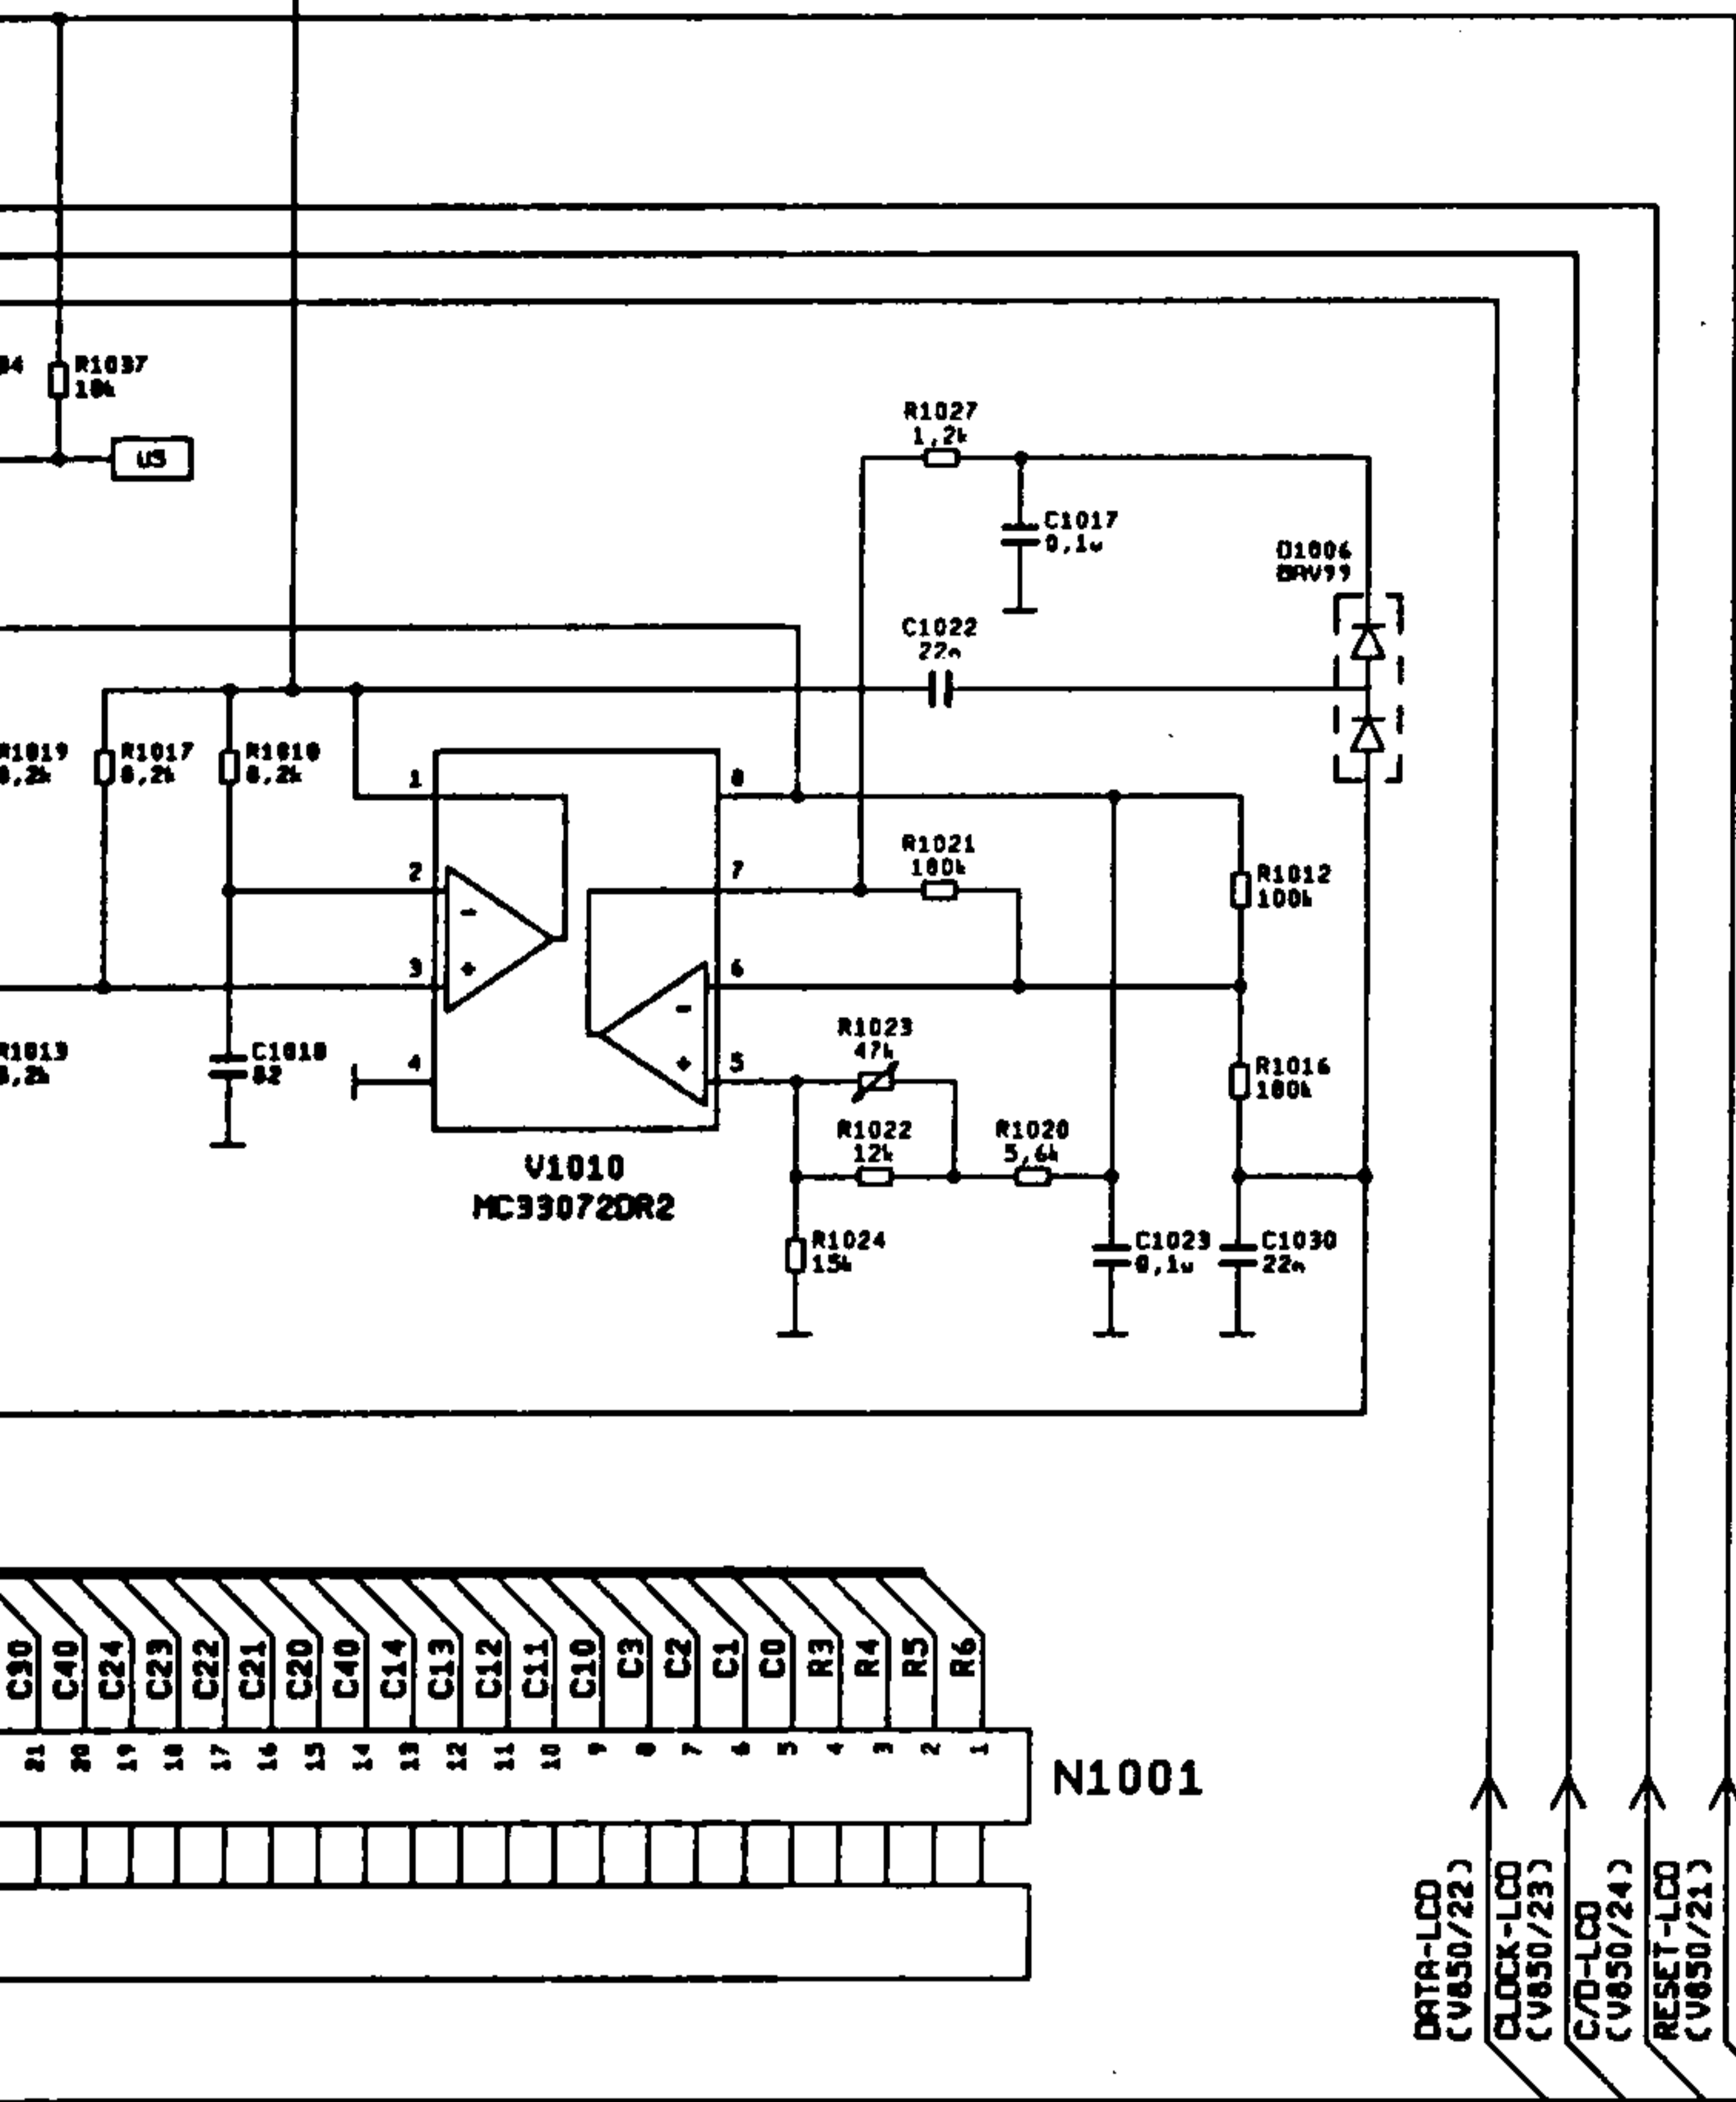 R1037
10k
U5
R1027
1,2k
C1017
0,1u
D1006
BAV99
C1022
22n
R1019
8,2k
R1017
8,2k
R1018
8,2k
1
8
R1021
100k
2
7
R1012
100k
-
3
6
+
-
R1013
8,2k
C1018
82
4
+
5
R1023
47k
R1016
100k
R1022
12k
R1020
5,6k
V1010
MC33072DR2
R1024
15k
C1023
0,1u
C1030
22n
C30 C40 C24 C23 C22 C21 C20 C40 C14 C13 C12 C11 C10 C3 C2 C1 C0 R3 R4 R5 R6
21 20 19 18 17 16 15 14 13 12 11 10 9 8 7 6 5 4 3 2 1
N1001
DATA-LCD
(V850/22)
CLOCK-LCD
(V850/23)
C/D-LCD
(V850/24)
RESET-LCD
(V850/21)